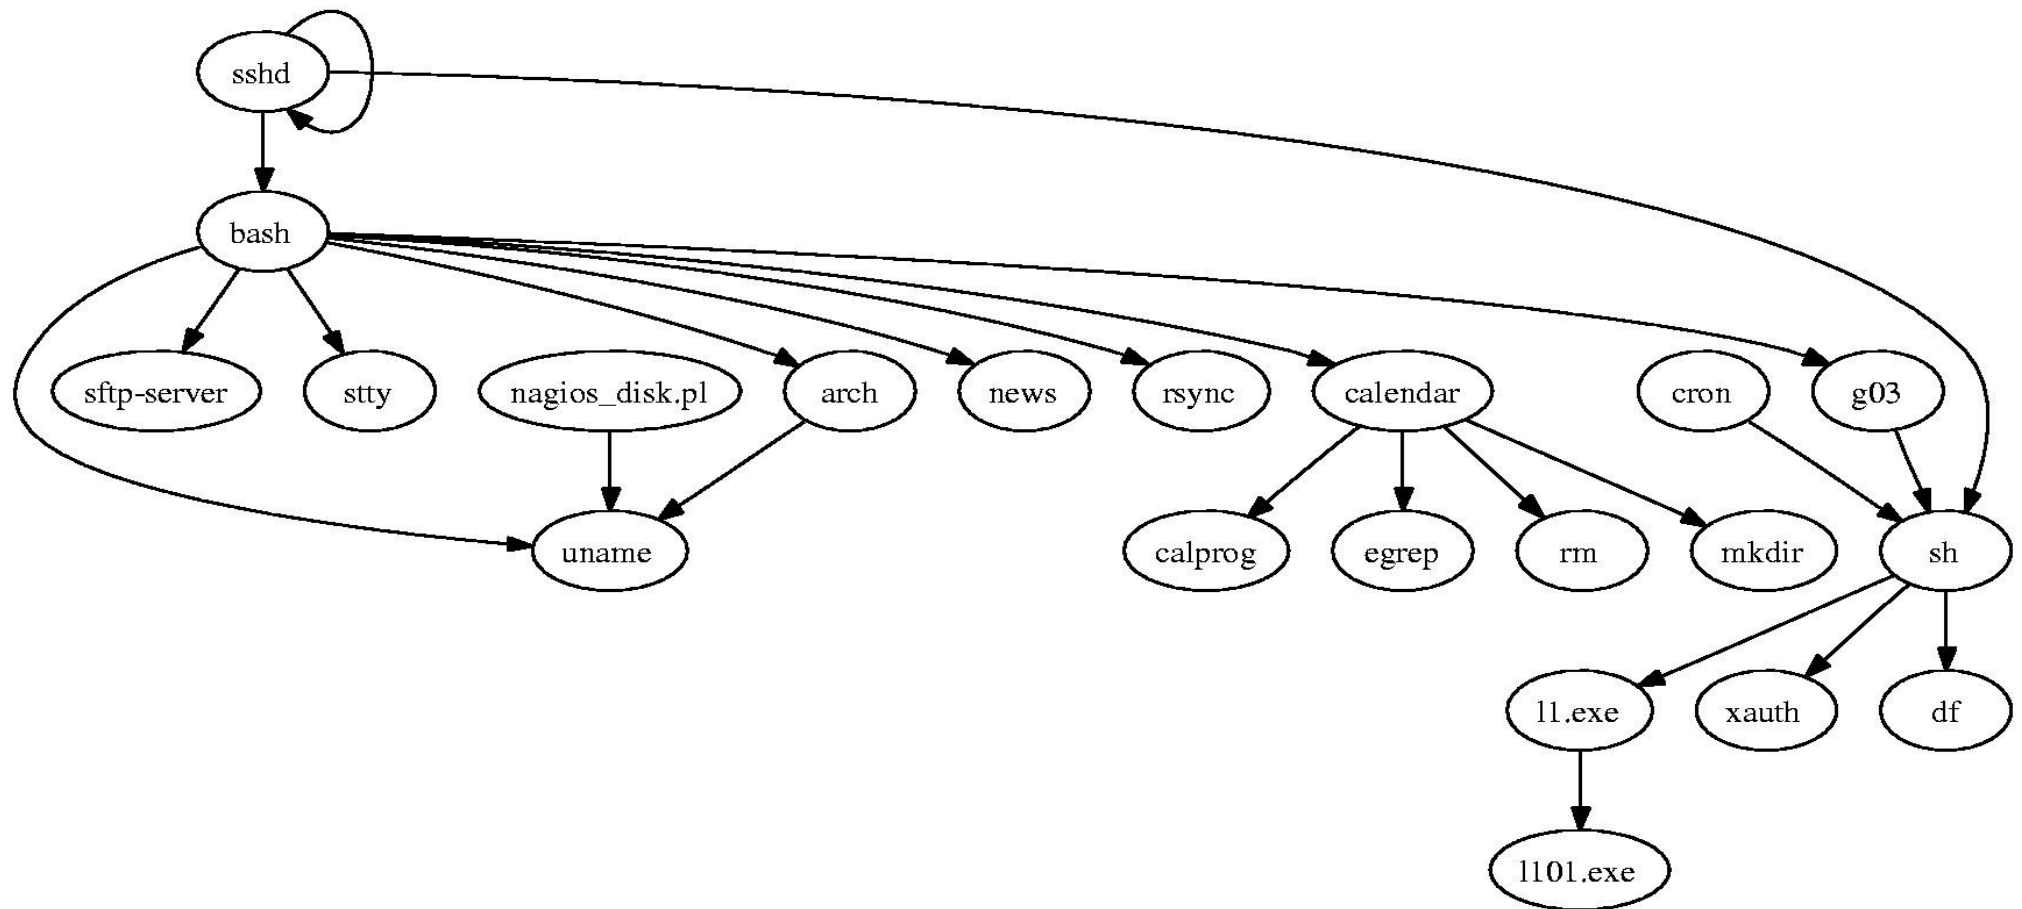 sshd
bash
sftp-server
stty
nagios_disk.pl
arch
news
rsync
calendar
cron
g03
uname
calprog
egrep
rm
mkdir
sh
l1.exe
xauth
df
l101.exe